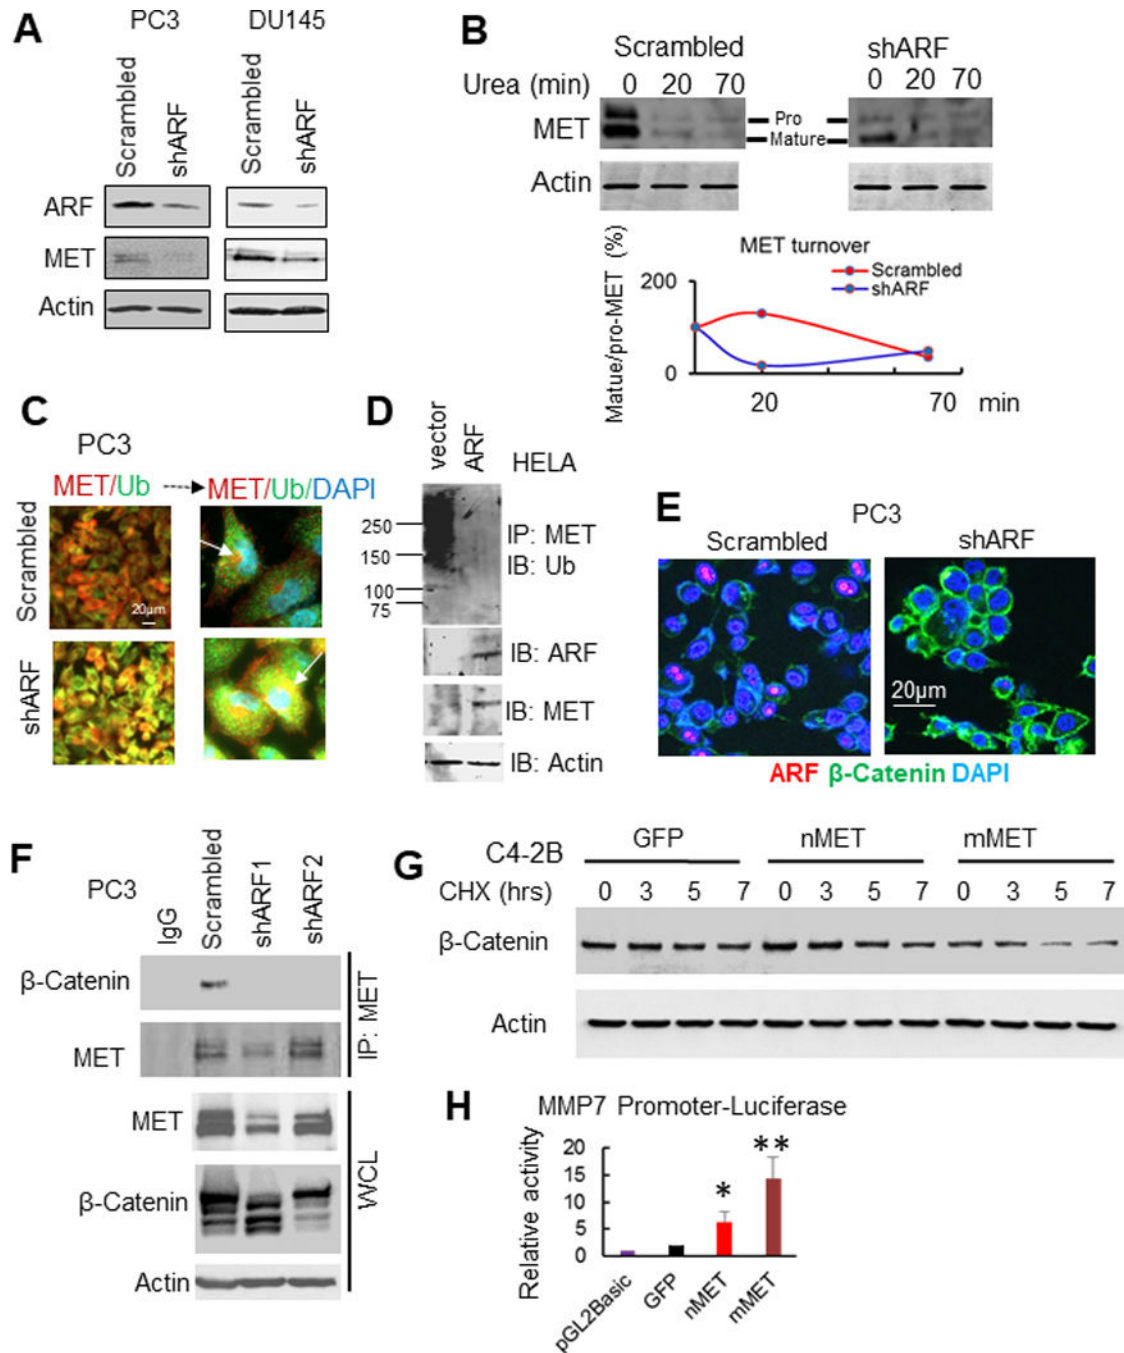 A
PC3 DU145
Scrambled
shARF
Scrambled
shARF
ARF
MET
Actin
B
Scrambled shARF
Urea (min) 0 20 70 0 20 70
MET
Pro
Mature
Actin
MET turnover
Matue/pro-MET (%)
Scrambled
shARF
200
0
20 70 min
C
PC3
MET/Ub MET/Ub/DAPI
Scrambled
20µm
shARF
D
vector
ARF
HELA
250
150
100
75
IP: MET
IB: Ub
IB: ARF
IB: MET
IB: Actin
E
PC3
Scrambled shARF
20µm
ARF β-Catenin DAPI
F
PC3
IgG
Scrambled
shARF1
shARF2
β-Catenin
MET
IP: MET
MET
β-Catenin
Actin
WCL
G
C4-2B GFP nMET mMET
CHX (hrs) 0 3 5 7 0 3 5 7 0 3 5 7
β-Catenin
Actin
H
MMP7 Promoter-Luciferase
Relative activity
20
15
10
5
0
*
**
pGL2Basic
GFP
nMET
mMET